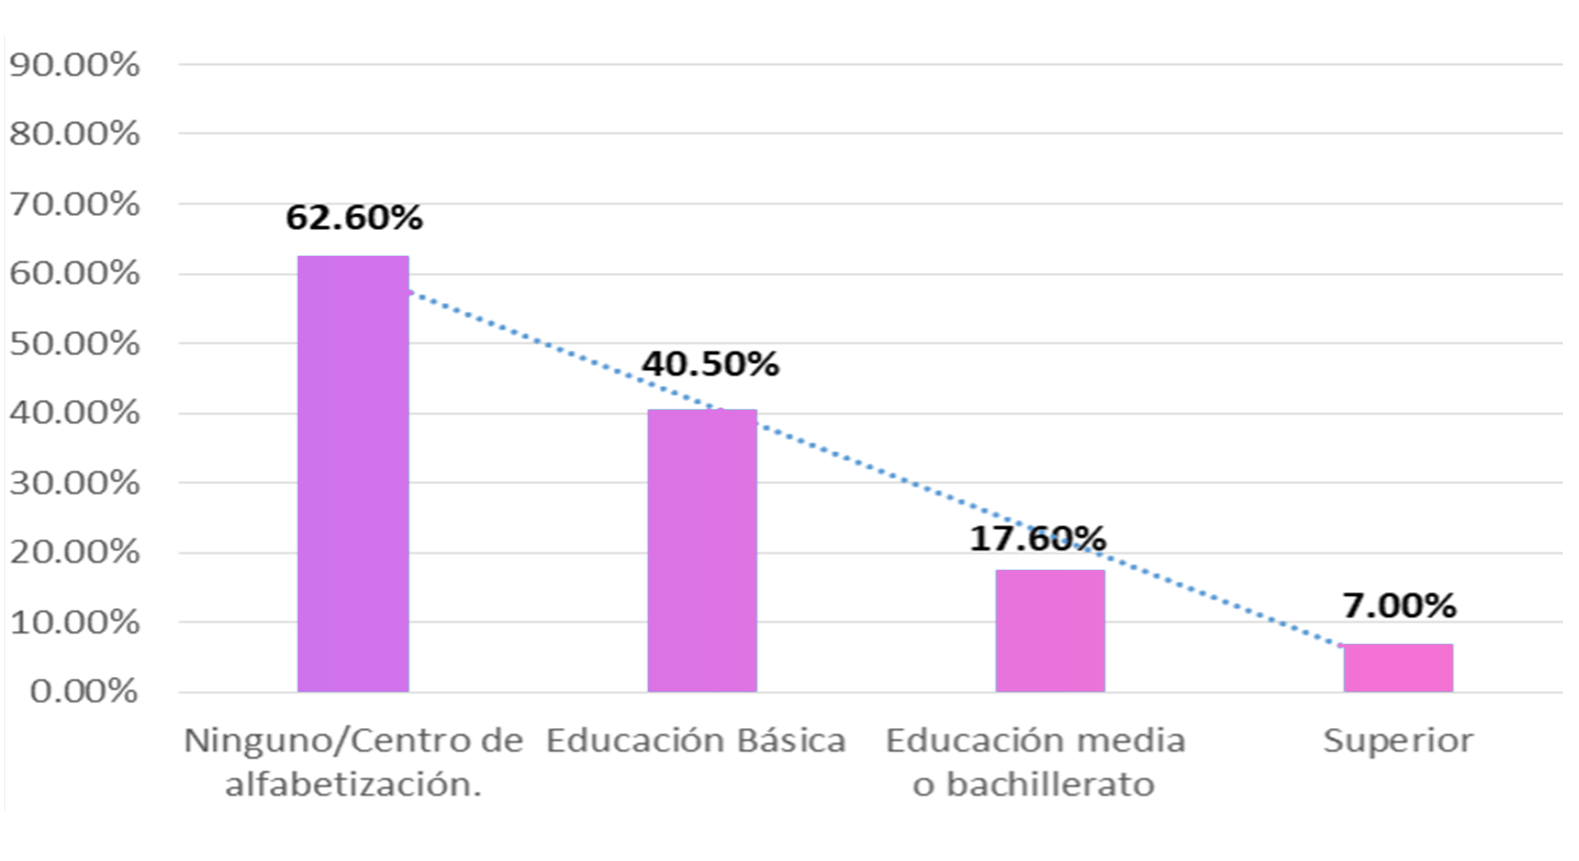 90.00%
80.00%
70.00%
62.60%
60.00%
50.00%
40.50%
40.00%
30.00%
17.60%
20.00%
7.00%
10.00%
0.00%
Ninguno/Centro de
alfabetización.
Educación Básica
Educación media
o bachillerato
Superior